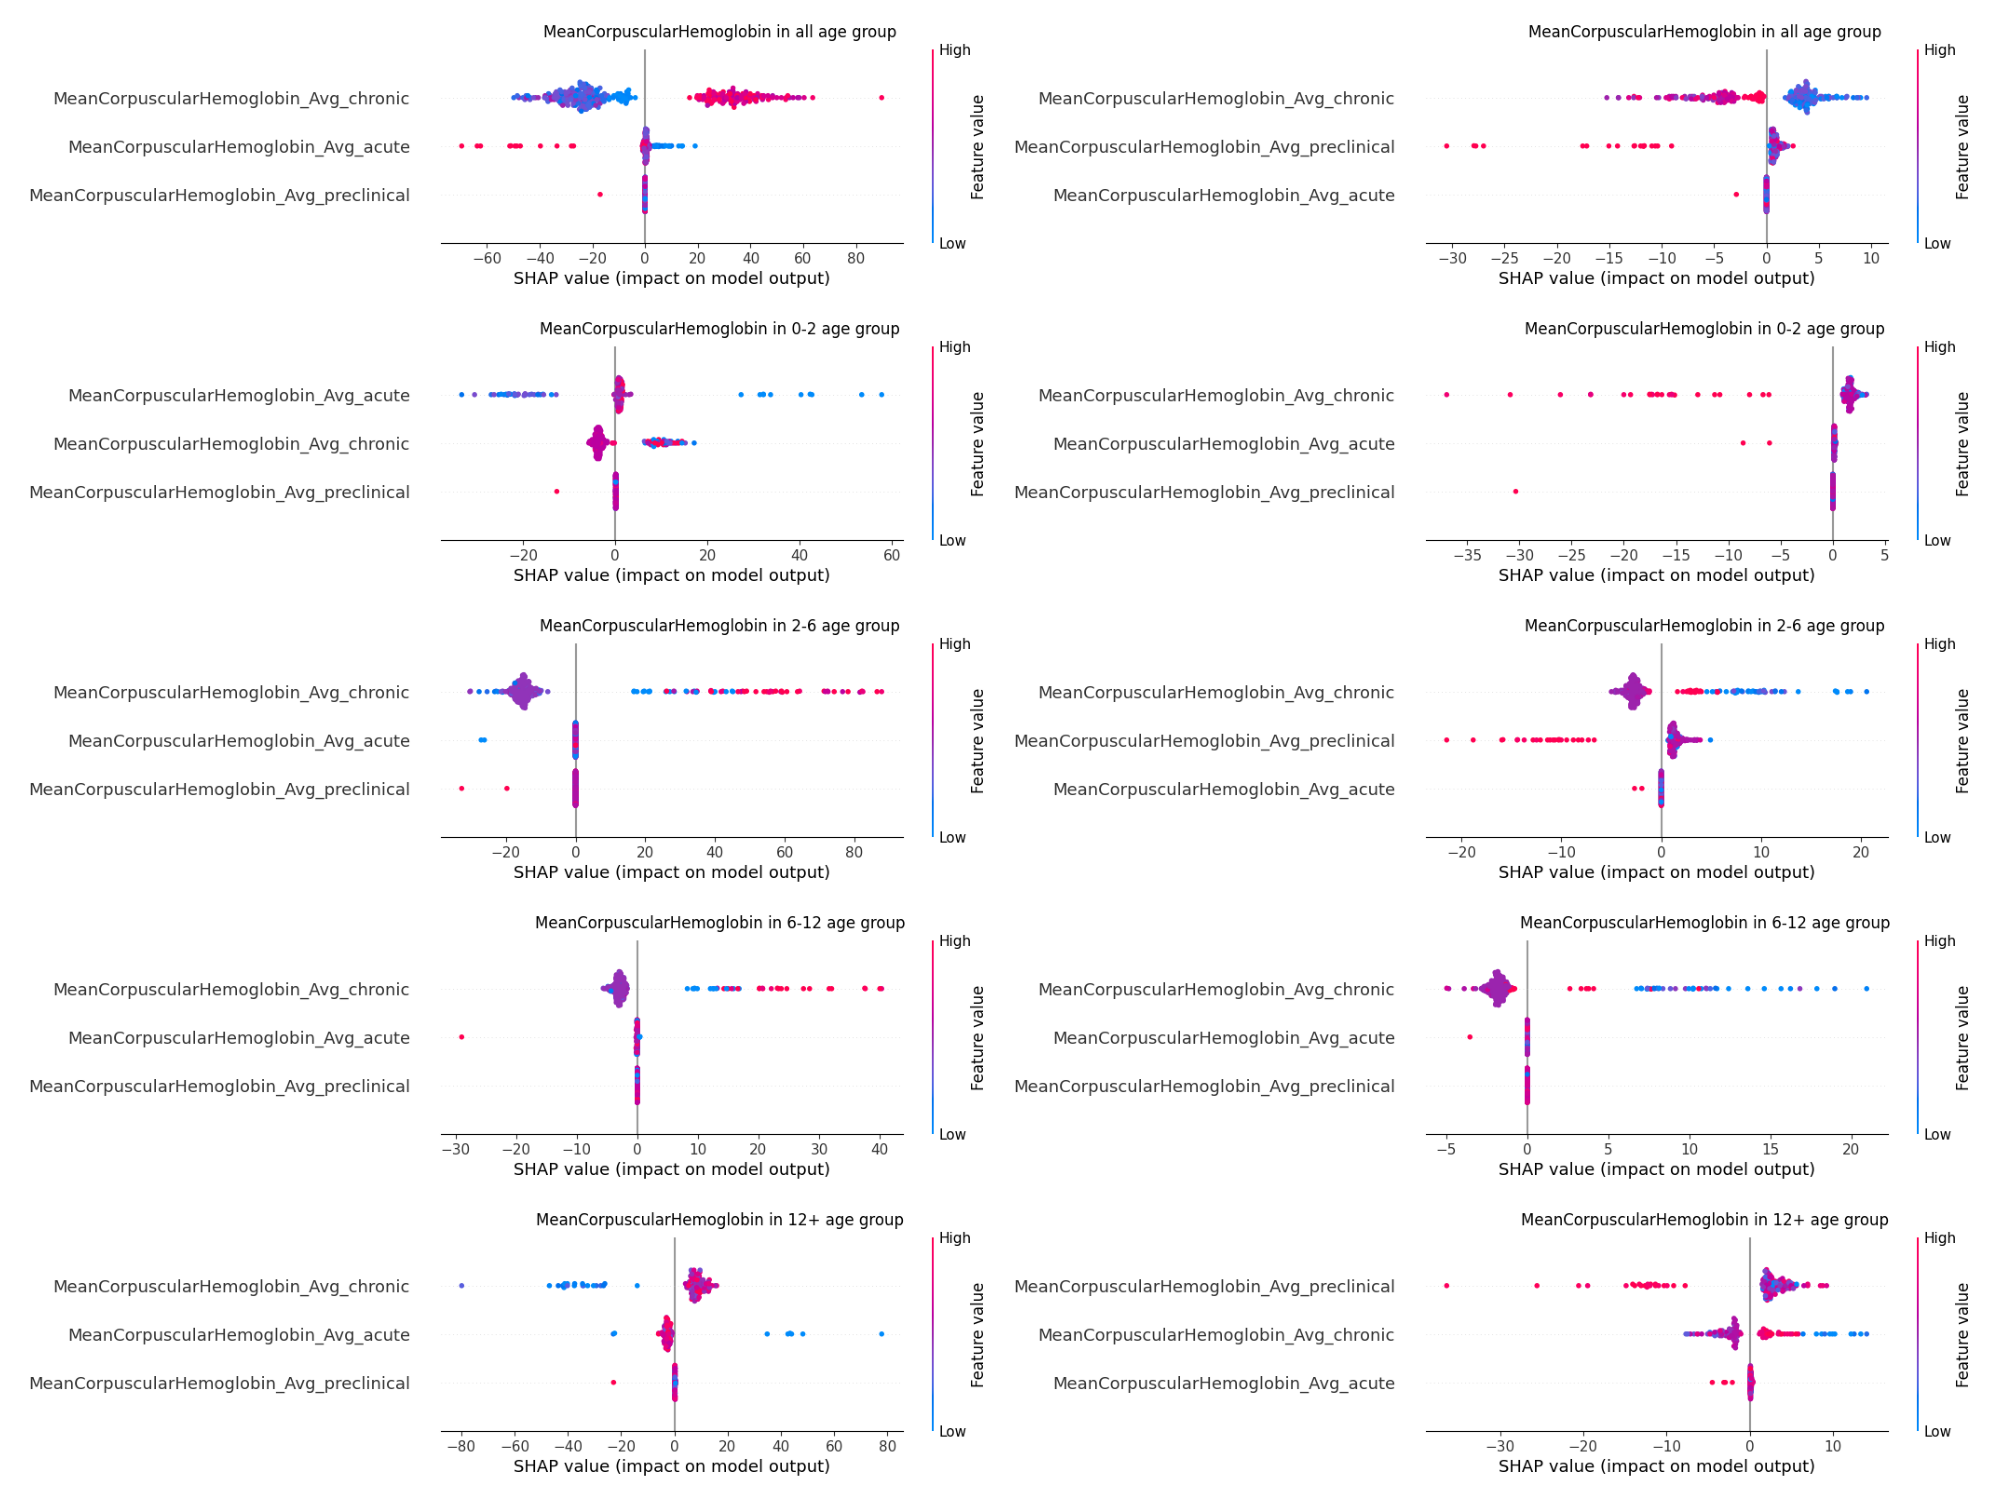 MeanCorpuscularHemoglobin in all age group
High
MeanCorpuscularHemoglobin_Avg_chronic
MeanCorpuscularHemoglobin_Avg_acute
MeanCorpuscularHemoglobin_Avg_preclinical
Feature value
Low
−60 −40 −20 0 20 40 60 80
SHAP value (impact on model output)
MeanCorpuscularHemoglobin in all age group
High
MeanCorpuscularHemoglobin_Avg_chronic
MeanCorpuscularHemoglobin_Avg_preclinical
MeanCorpuscularHemoglobin_Avg_acute
Feature value
Low
−30 −25 −20 −15 −10 −5 0 5 10
SHAP value (impact on model output)
MeanCorpuscularHemoglobin in 0-2 age group
High
MeanCorpuscularHemoglobin_Avg_acute
MeanCorpuscularHemoglobin_Avg_chronic
MeanCorpuscularHemoglobin_Avg_preclinical
Feature value
Low
−20 0 20 40 60
SHAP value (impact on model output)
MeanCorpuscularHemoglobin in 0-2 age group
High
MeanCorpuscularHemoglobin_Avg_chronic
MeanCorpuscularHemoglobin_Avg_acute
MeanCorpuscularHemoglobin_Avg_preclinical
Feature value
Low
−35 −30 −25 −20 −15 −10 −5 0 5
SHAP value (impact on model output)
MeanCorpuscularHemoglobin in 2-6 age group
High
MeanCorpuscularHemoglobin_Avg_chronic
MeanCorpuscularHemoglobin_Avg_acute
MeanCorpuscularHemoglobin_Avg_preclinical
Feature value
Low
−20 0 20 40 60 80
SHAP value (impact on model output)
MeanCorpuscularHemoglobin in 2-6 age group
High
MeanCorpuscularHemoglobin_Avg_chronic
MeanCorpuscularHemoglobin_Avg_preclinical
MeanCorpuscularHemoglobin_Avg_acute
Feature value
Low
−20 −10 0 10 20
SHAP value (impact on model output)
MeanCorpuscularHemoglobin in 6-12 age group
High
MeanCorpuscularHemoglobin_Avg_chronic
MeanCorpuscularHemoglobin_Avg_acute
MeanCorpuscularHemoglobin_Avg_preclinical
Feature value
Low
−30 −20 −10 0 10 20 30 40
SHAP value (impact on model output)
MeanCorpuscularHemoglobin in 6-12 age group
High
MeanCorpuscularHemoglobin_Avg_chronic
MeanCorpuscularHemoglobin_Avg_acute
MeanCorpuscularHemoglobin_Avg_preclinical
Feature value
Low
−5 0 5 10 15 20
SHAP value (impact on model output)
MeanCorpuscularHemoglobin in 12+ age group
High
MeanCorpuscularHemoglobin_Avg_chronic
MeanCorpuscularHemoglobin_Avg_acute
MeanCorpuscularHemoglobin_Avg_preclinical
Feature value
Low
−80 −60 −40 −20 0 20 40 60 80
SHAP value (impact on model output)
MeanCorpuscularHemoglobin in 12+ age group
High
MeanCorpuscularHemoglobin_Avg_preclinical
MeanCorpuscularHemoglobin_Avg_chronic
MeanCorpuscularHemoglobin_Avg_acute
Feature value
Low
−30 −20 −10 0 10
SHAP value (impact on model output)